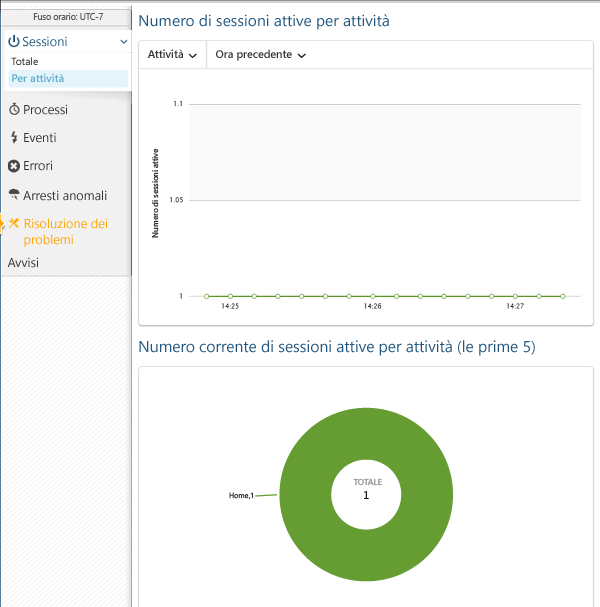 Fuso orario: UTC-7
Sessioni
Totale
Per attività
Processi
Eventi
Errori
Arresti anomali
Risoluzione dei
problemi
Avvisi
Numero di sessioni attive per attività
Attività
Ora precedente
Numero di sessioni attive
1.1
1.05
1
14:25
14:26
14:27
Numero corrente di sessioni attive per attività (le prime 5)
Home,1
TOTALE
1